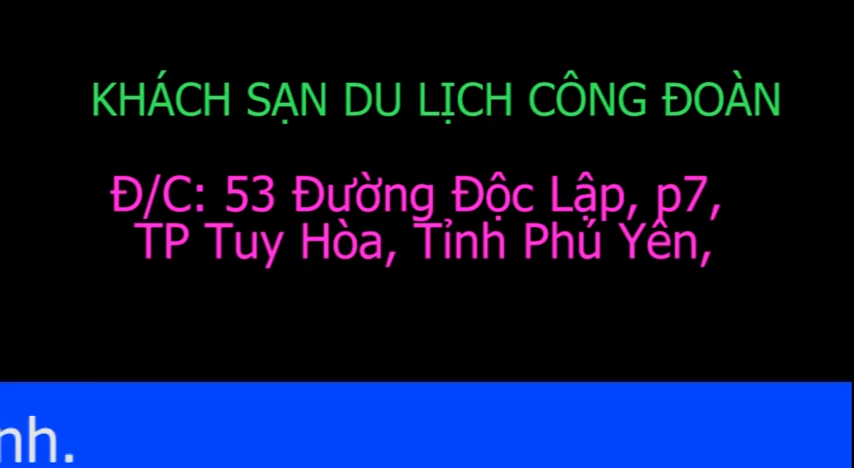 KHÁCH SẠN DU LỊCH CÔNG ĐOÀN
Đ/C: 53 Đường Độc Lập, p7,
TP Tuy Hòa, Tỉnh Phú Yên,
nh.